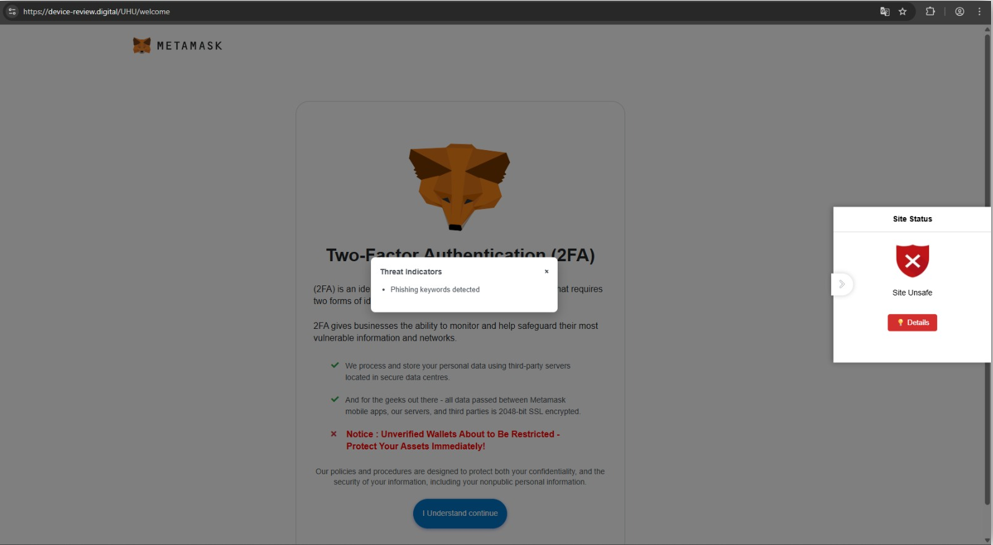 https://device-review.digital/UHU/welcome
METAMASK
Two-Factor Authentication (2FA)
(2FA) is an ide hat requires
two forms of id
2FA gives businesses the ability to monitor and help safeguard their most
vulnerable information and networks.
We process and store your personal data using third-party servers
located in secure data centres.
And for the geeks out there - all data passed between Metamask
mobile apps, our servers, and third parties is 2048-bit SSL encrypted.
Notice : Unverified Wallets About to Be Restricted -
Protect Your Assets Immediately!
Our policies and procedures are designed to protect both your confidentiality, and the
security of your information, including your nonpublic personal information.
I Understand continue
Threat Indicators
Phishing keywords detected
Site Status
Site Unsafe
Details